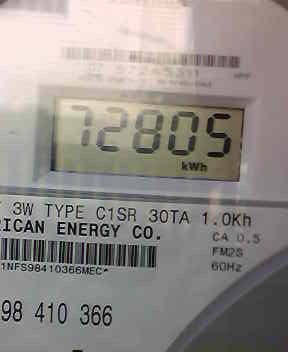 72805
kWh
3W TYPE C1SR 30TA 1.0Kh
RICAN ENERGY CO.
CA 0.5
FM2S
60Hz
1NFS98410366MEC*
98 410 366